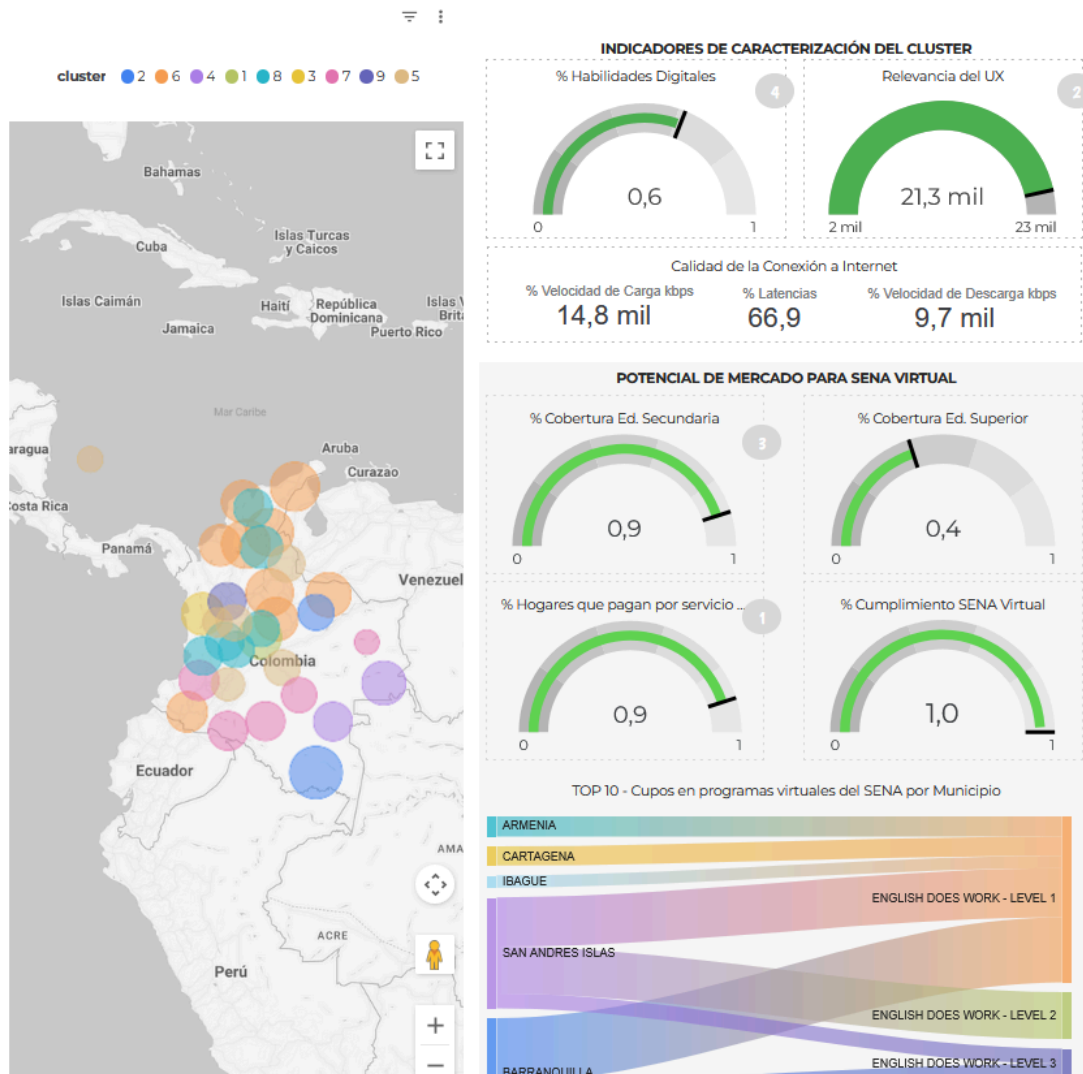 cluster 2 6 4 1 8 3 7 9 5
Bahamas
Cuba
Islas Turcas
y Caicos
Islas Caimán
Haití
República
Dominicana
Islas V
Brita
Jamaica
Puerto Rico
Mar Caribe
aragua
Aruba
Curazao
Costa Rica
Panamá
Venezuel
Colombia
Ecuador
AMA
ACRE
Perú
INDICADORES DE CARACTERIZACIÓN DEL CLUSTER
% Habilidades Digitales
4
0,6
0 1
Relevancia del UX
2
21,3 mil
2 mil 23 mil
Calidad de la Conexión a Internet
% Velocidad de Carga kbps
14,8 mil
% Latencias
66,9
% Velocidad de Descarga kbps
9,7 mil
POTENCIAL DE MERCADO PARA SENA VIRTUAL
% Cobertura Ed. Secundaria
3
0,9
0 1
% Cobertura Ed. Superior
0,4
0 1
% Hogares que pagan por servicio ...
1
0,9
0 1
% Cumplimiento SENA Virtual
1,0
0 1
TOP 10 - Cupos en programas virtuales del SENA por Municipio
ARMENIA
CARTAGENA
IBAGUE
ENGLISH DOES WORK - LEVEL 1
SAN ANDRES ISLAS
ENGLISH DOES WORK - LEVEL 2
ENGLISH DOES WORK - LEVEL 3
BARRANQUILLA